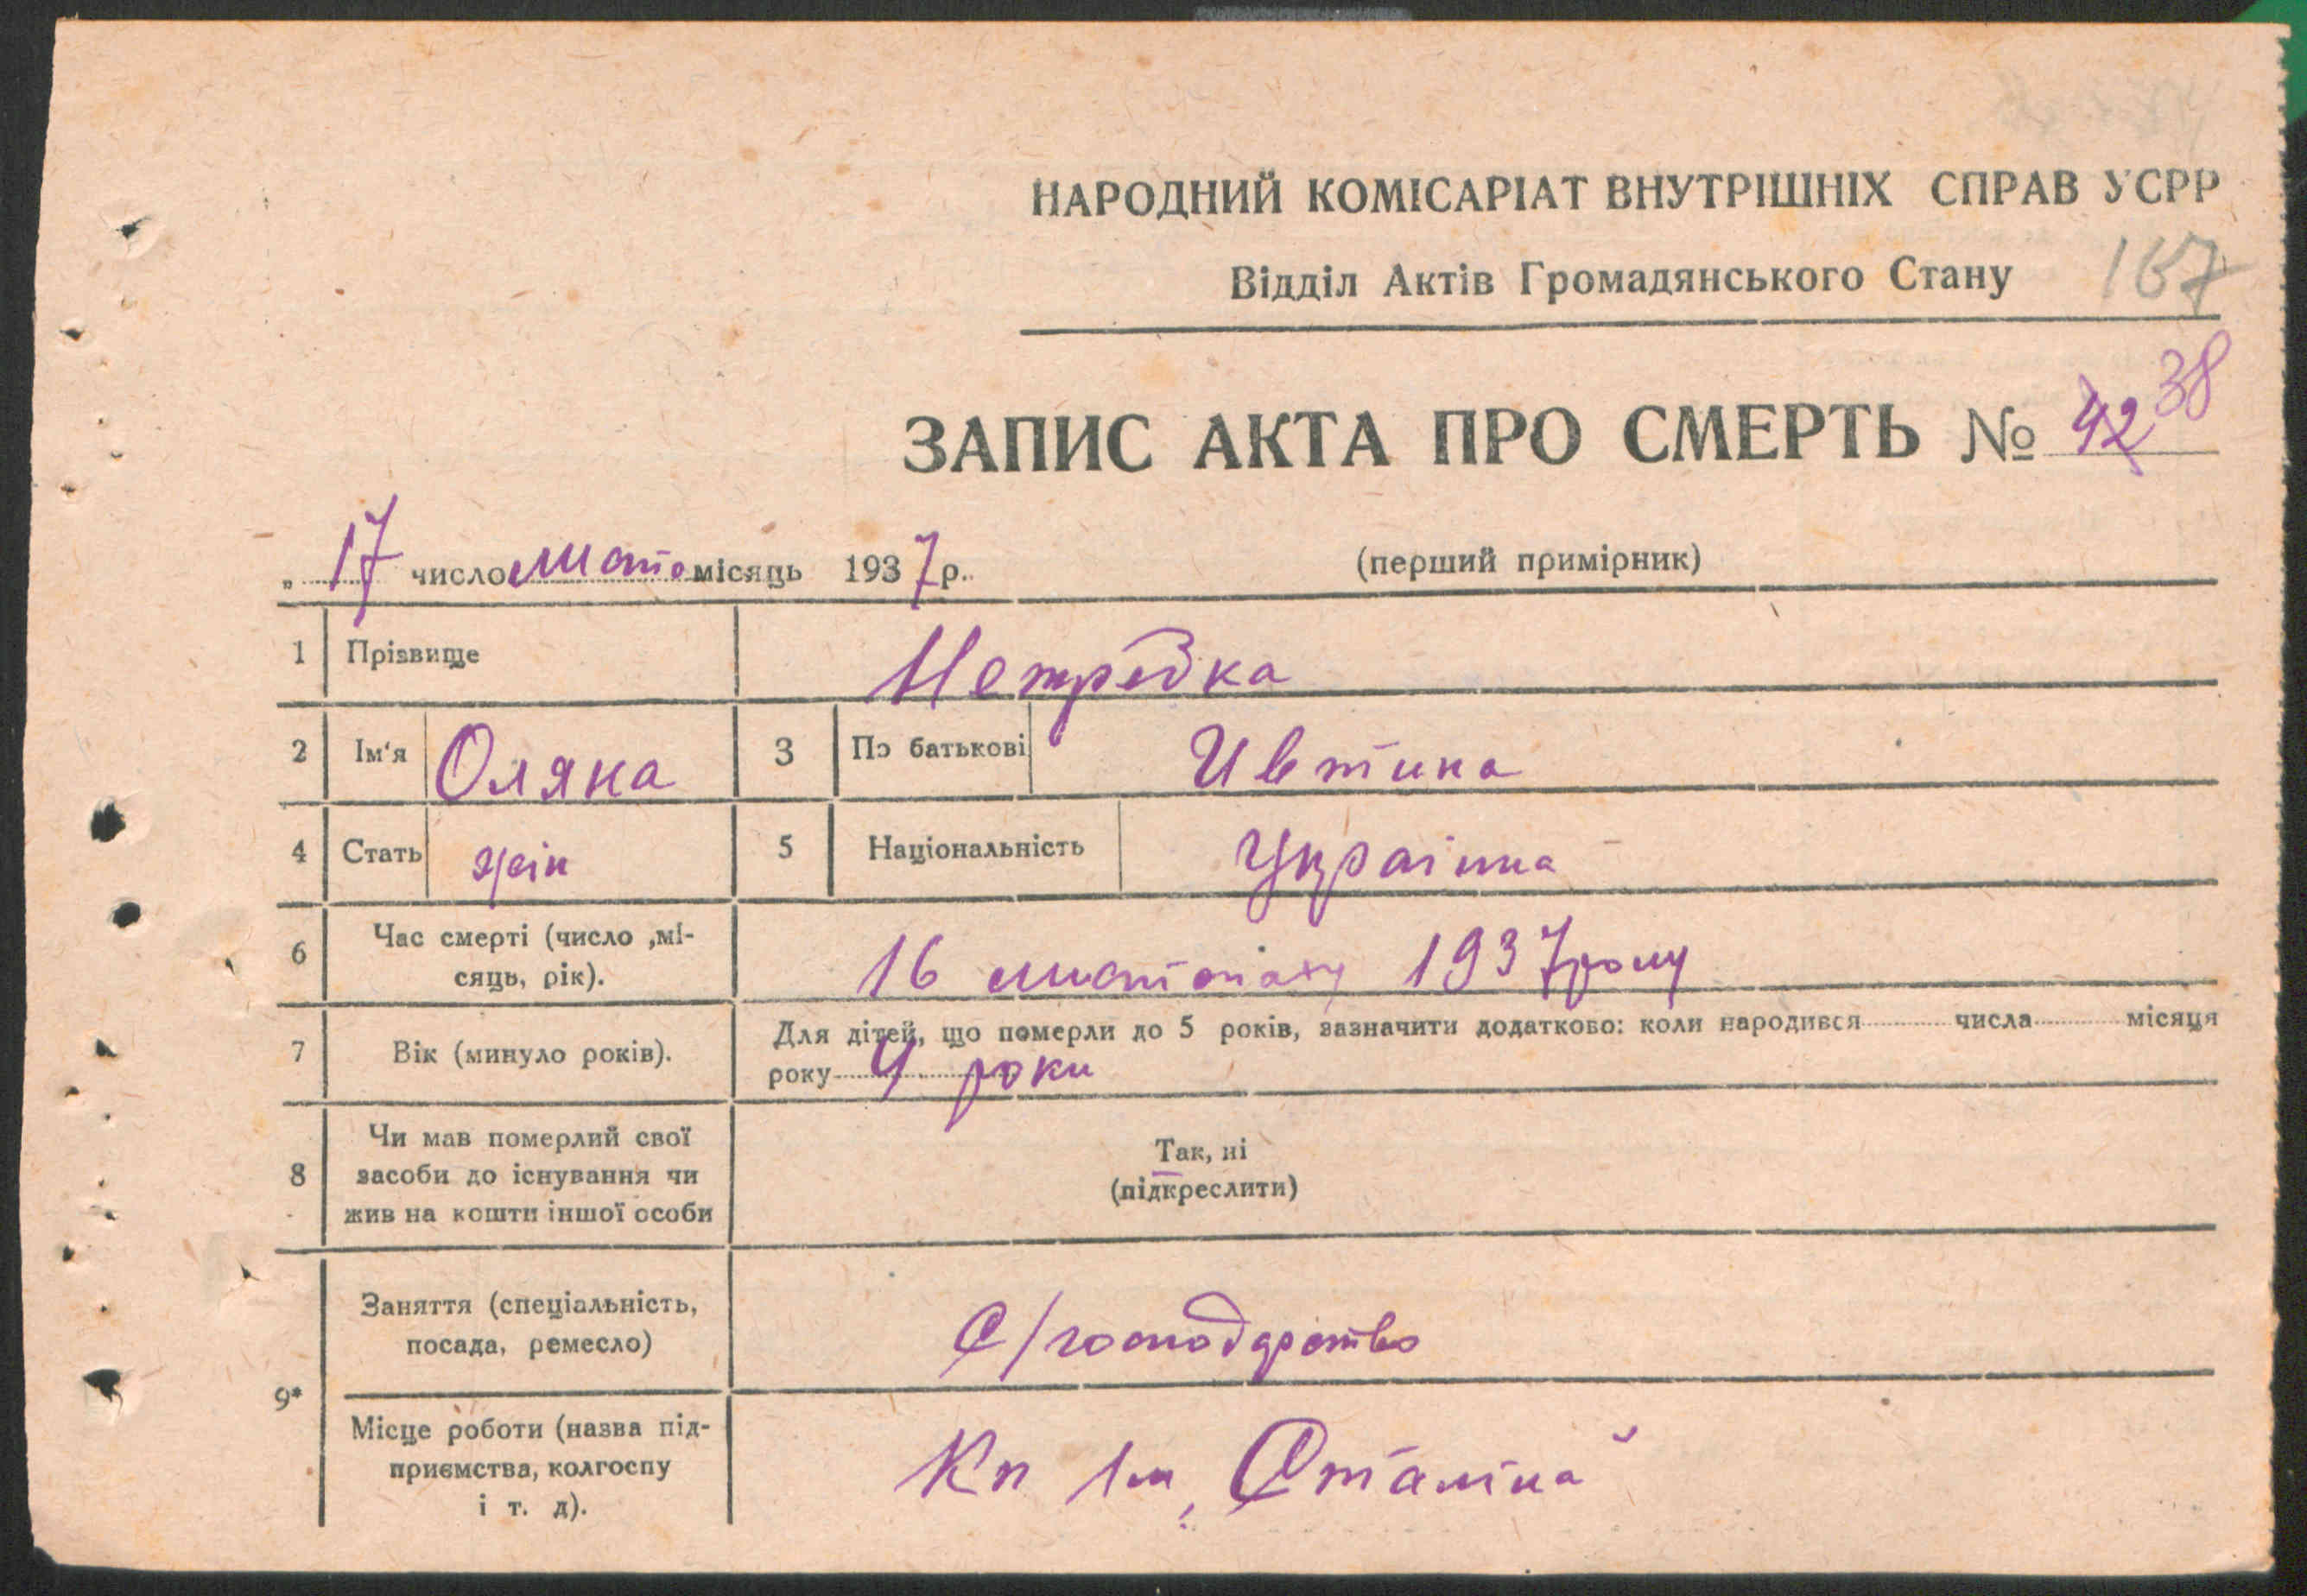 НАРОДНИЙ КОМІСАРІАТ ВНУТРІШНІХ СПРАВ УСРР
Відділ Актів Громадянського Стану 167
ЗАПИС АКТА ПРО СМЕРТЬ № 42 38
„ 17 число місяць 1937 р.
(перший примірник)
1 Прізвище
2 Ім'я Оляна 3 По батькові
4 Стать жін 5 Національність Українка
6 Час смерті (число ,мі-
сяць, рік).
16 листопаду 1937 року
7 Вік (минуло років).
Для дітей, що померли до 5 років, зазначити додатково: коли народився числа місяця
року 4 роки
8 Чи мав померлий свої
засоби до існування чи
жив на кошти іншої особи
Так, ні
(підкреслити)
9*
Заняття (спеціальність,
посада, ремесло)
С/господарство
Місце роботи (назва під-
приємства, колгоспу
і т. д).
Кп Ім „Сталіна"